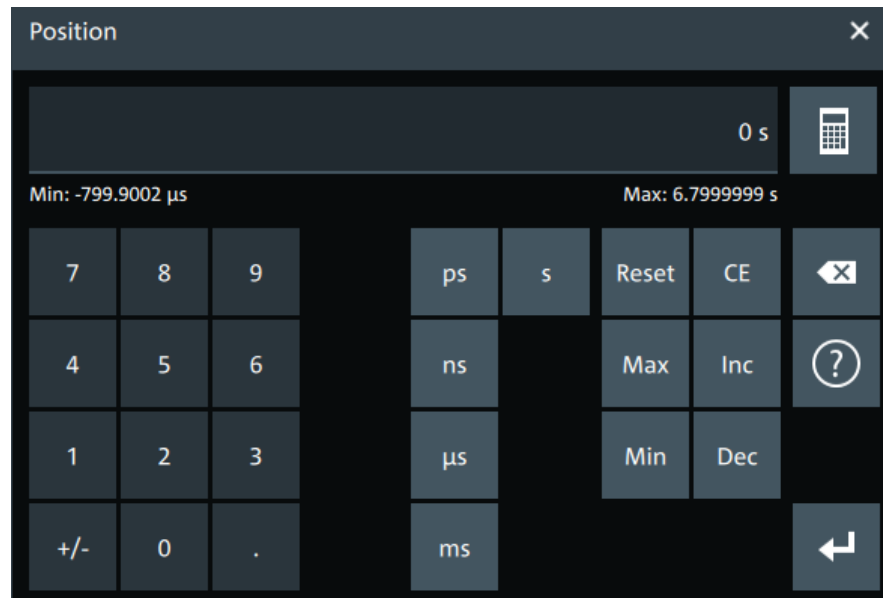 Position
0 s
Min: -799.9002 µs Max: 6.7999999 s
7 8 9 ps s Reset CE
4 5 6 ns Max Inc ?
1 2 3 µs Min Dec
+/- 0 . ms